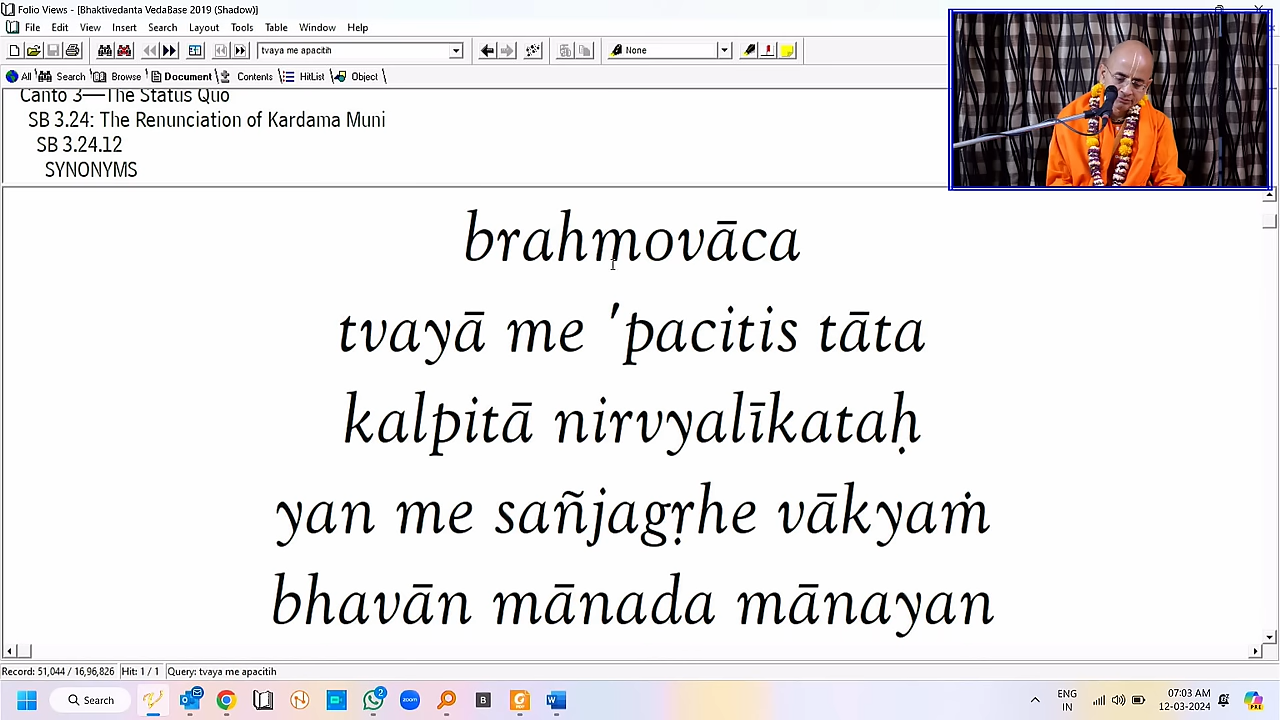 Folio Views - [Bhaktivedanta VedaBase 2019 (Shadow)]
File Edit View Insert Search Layout Tools Table Window Help
tvaya me apacitih
None
All Search Browse Document Contents HitList Object
Canto 3—The Status Quo
SB 3.24: The Renunciation of Kardama Muni
SB 3.24.12
SYNONYMS
brahmovāca
tvayā me 'pacitis tāta
kalpitā nirvyalīkataḥ
yan me sañjagṛhe vākyaṁ
bhavān mānada mānayan
Record: 51,044 / 16,96,826 Hit: 1 / 1 Query: tvaya me apacitih
Search
2
zoom
ENG
IN
07:03 AM
12-03-2024